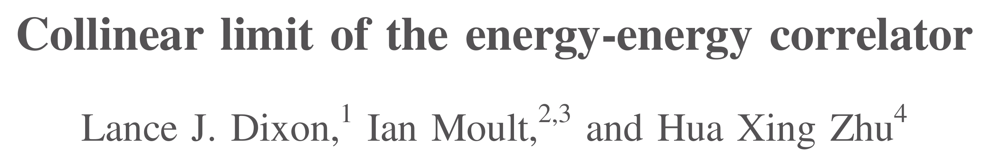 Collinear limit of the energy-energy correlator
Lance J. Dixon,1 Ian Moult,2,3 and Hua Xing Zhu4